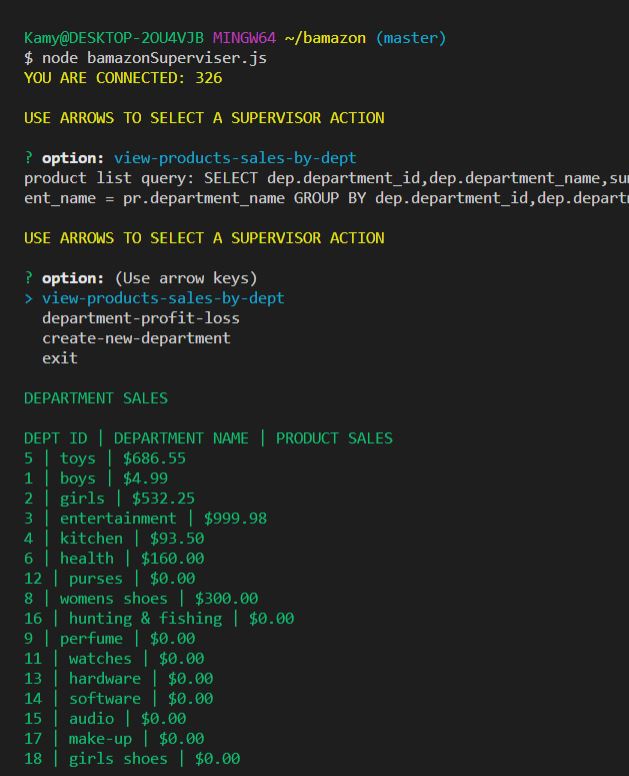 Kamy@DESKTOP-2OU4VJB MINGW64 ~/bamazon (master)
$ node bamazonSuperviser.js
YOU ARE CONNECTED: 326
USE ARROWS TO SELECT A SUPERVISOR ACTION
? option: view-products-sales-by-dept
product list query: SELECT dep.department_id,dep.department_name,su
ent_name = pr.department_name GROUP BY dep.department_id,dep.depart
USE ARROWS TO SELECT A SUPERVISOR ACTION
? option: (Use arrow keys)
> view-products-sales-by-dept
department-profit-loss
create-new-department
exit
DEPARTMENT SALES
DEPT ID | DEPARTMENT NAME | PRODUCT SALES
5 | toys | $686.55
1 | boys | $4.99
2 | girls | $532.25
3 | entertainment | $999.98
4 | kitchen | $93.50
6 | health | $160.00
12 | purses | $0.00
8 | womens shoes | $300.00
16 | hunting & fishing | $0.00
9 | perfume | $0.00
11 | watches | $0.00
13 | hardware | $0.00
14 | software | $0.00
15 | audio | $0.00
17 | make-up | $0.00
18 | girls shoes | $0.00